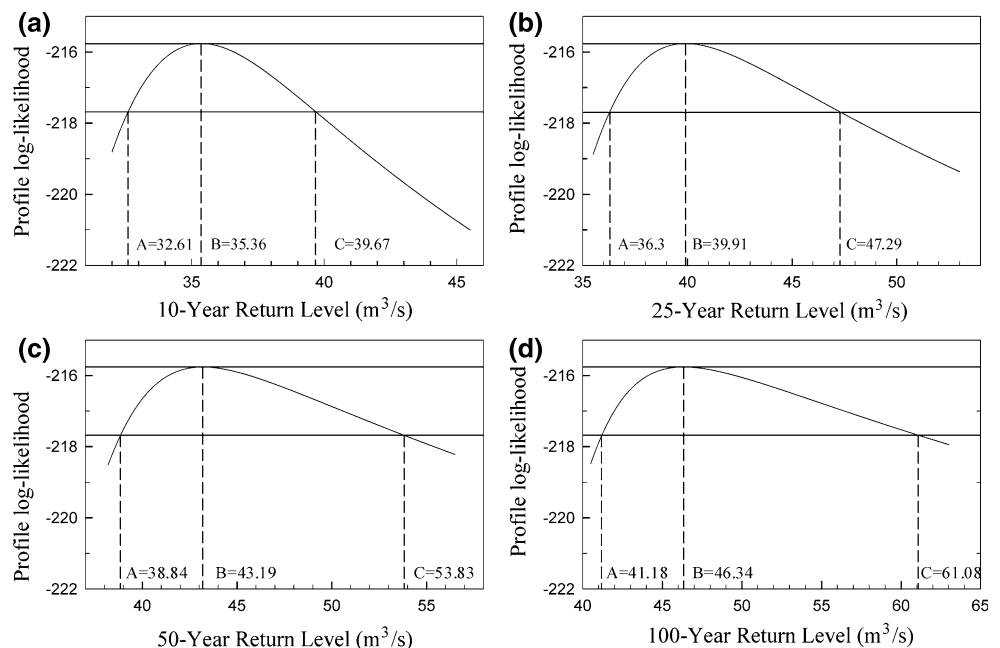 (a)
Profile log-likelihood
-216
-218
-220
-222
A=32.61 B=35.36 C=39.67
35 40 45
10-Year Return Level (m³/s)
(b)
Profile log-likelihood
-216
-218
-220
-222
A=36.3 B=39.91 C=47.29
35 40 45 50
25-Year Return Level (m³/s)
(c)
Profile log-likelihood
-216
-218
-220
-222
A=38.84 B=43.19 C=53.83
40 45 50 55
50-Year Return Level (m³/s)
(d)
Profile log-likelihood
-216
-218
-220
-222
A=41.18 B=46.34 C=61.08
40 45 50 55 60 65
100-Year Return Level (m³/s)